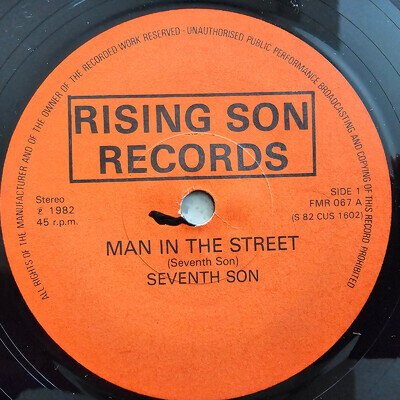 ALL RIGHTS OF THE MANUFACTURER AND OF THE OWNER OF THE RECORDED WORK RESERVED - UNAUTHORISED PUBLIC PERFORMANCE BROADCASTING AND COPYING OF THIS RECORD PROHIBITED
RISING SON
RECORDS
Stereo
℗ 1982
45 r.p.m.
SIDE 1
FMR 067 A
(S 82 CUS 1602)
MAN IN THE STREET
(Seventh Son)
SEVENTH SON